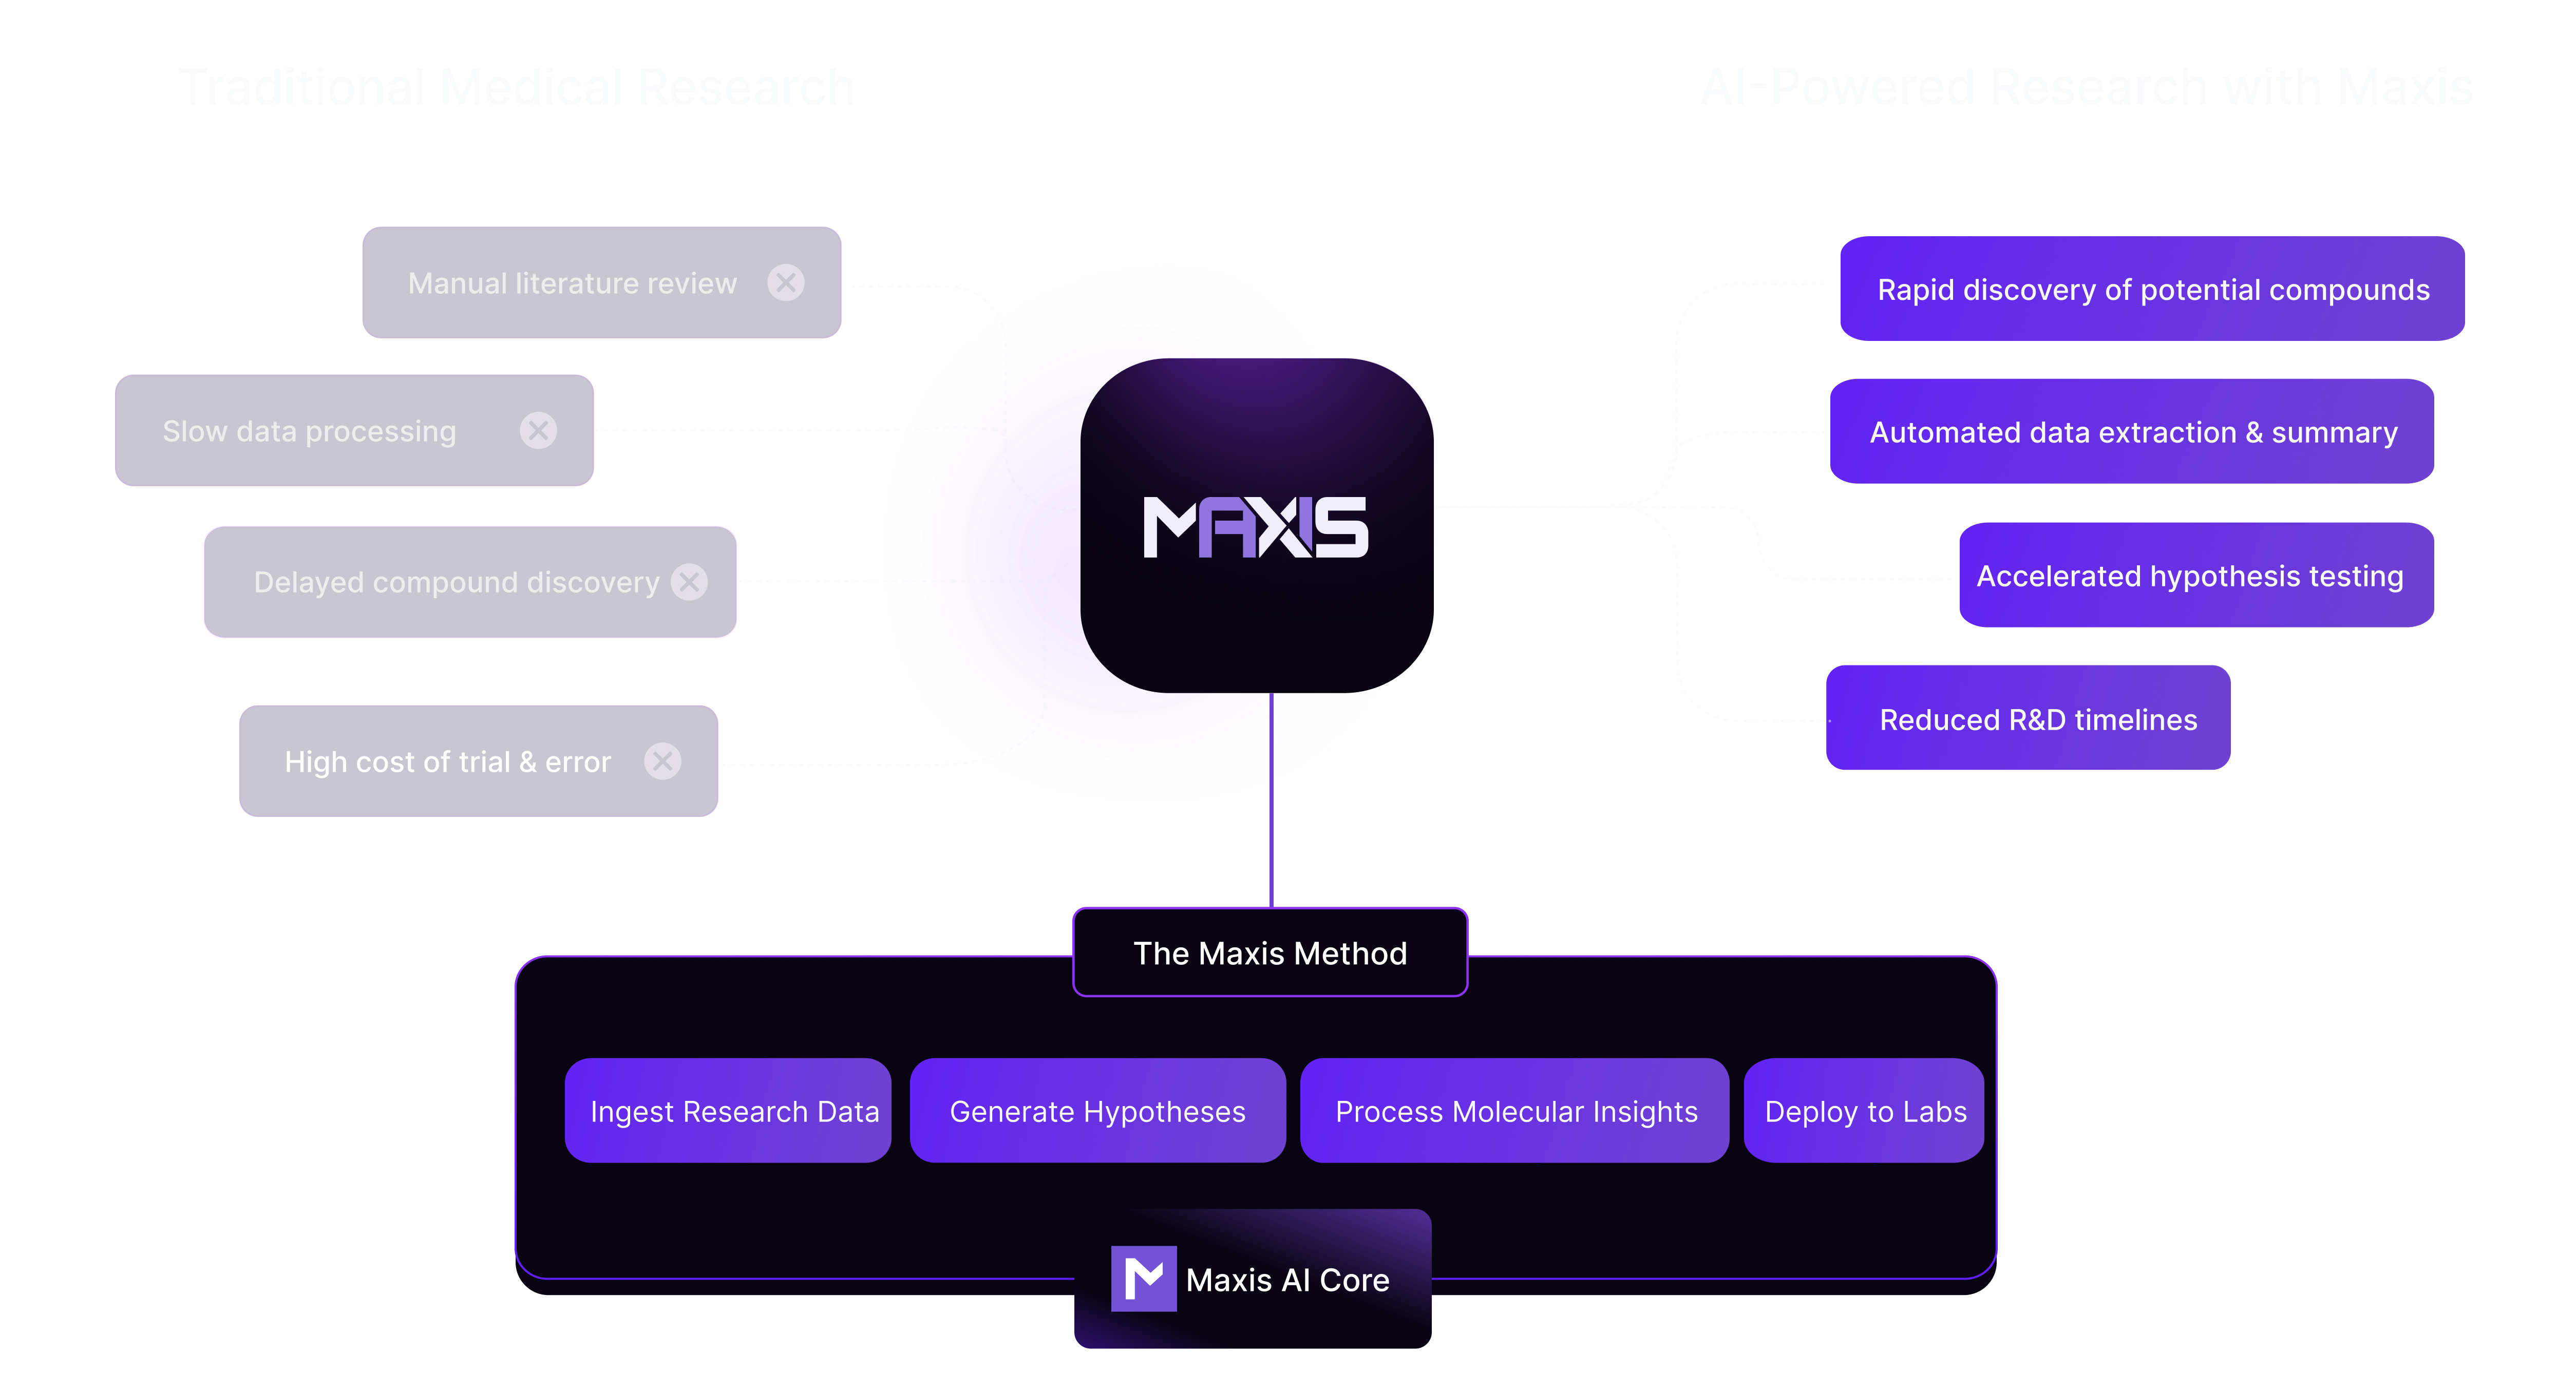 Traditional Medical Research
AI-Powered Research with Maxis
Manual literature review
Slow data processing
Delayed compound discovery
High cost of trial & error
MAXIS
Rapid discovery of potential compounds
Automated data extraction & summary
Accelerated hypothesis testing
Reduced R&D timelines
The Maxis Method
Ingest Research Data
Generate Hypotheses
Process Molecular Insights
Deploy to Labs
M
Maxis AI Core